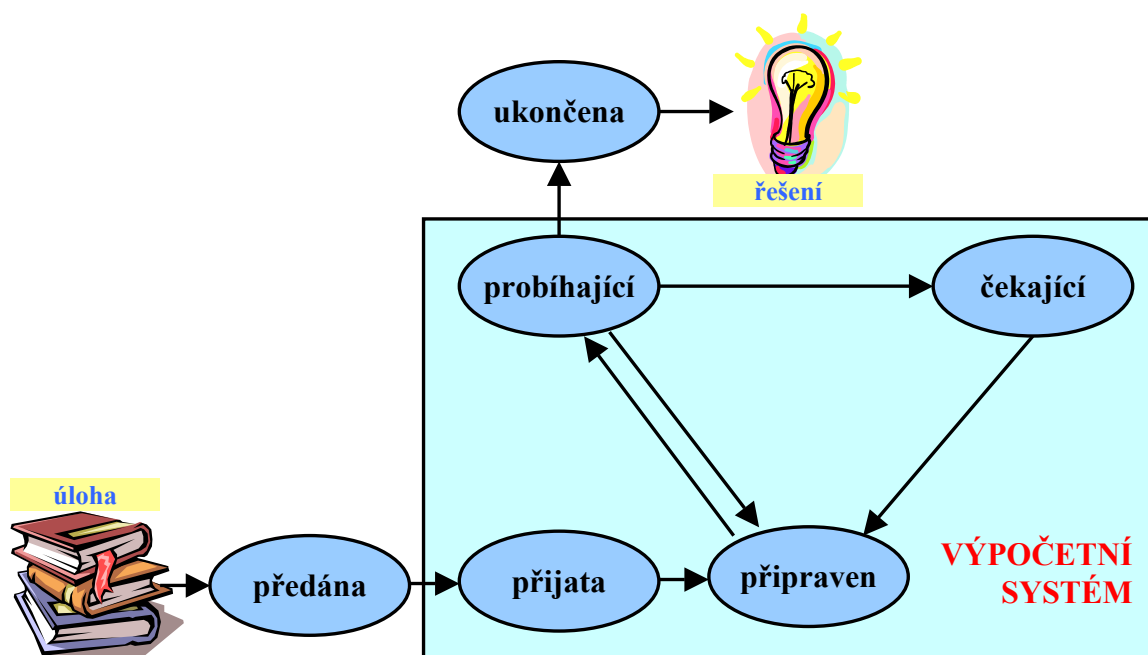 ukončena
řešení
probíhající
čekající
úloha
předána
přijata
připraven
VÝPOČETNÍ
SYSTÉM